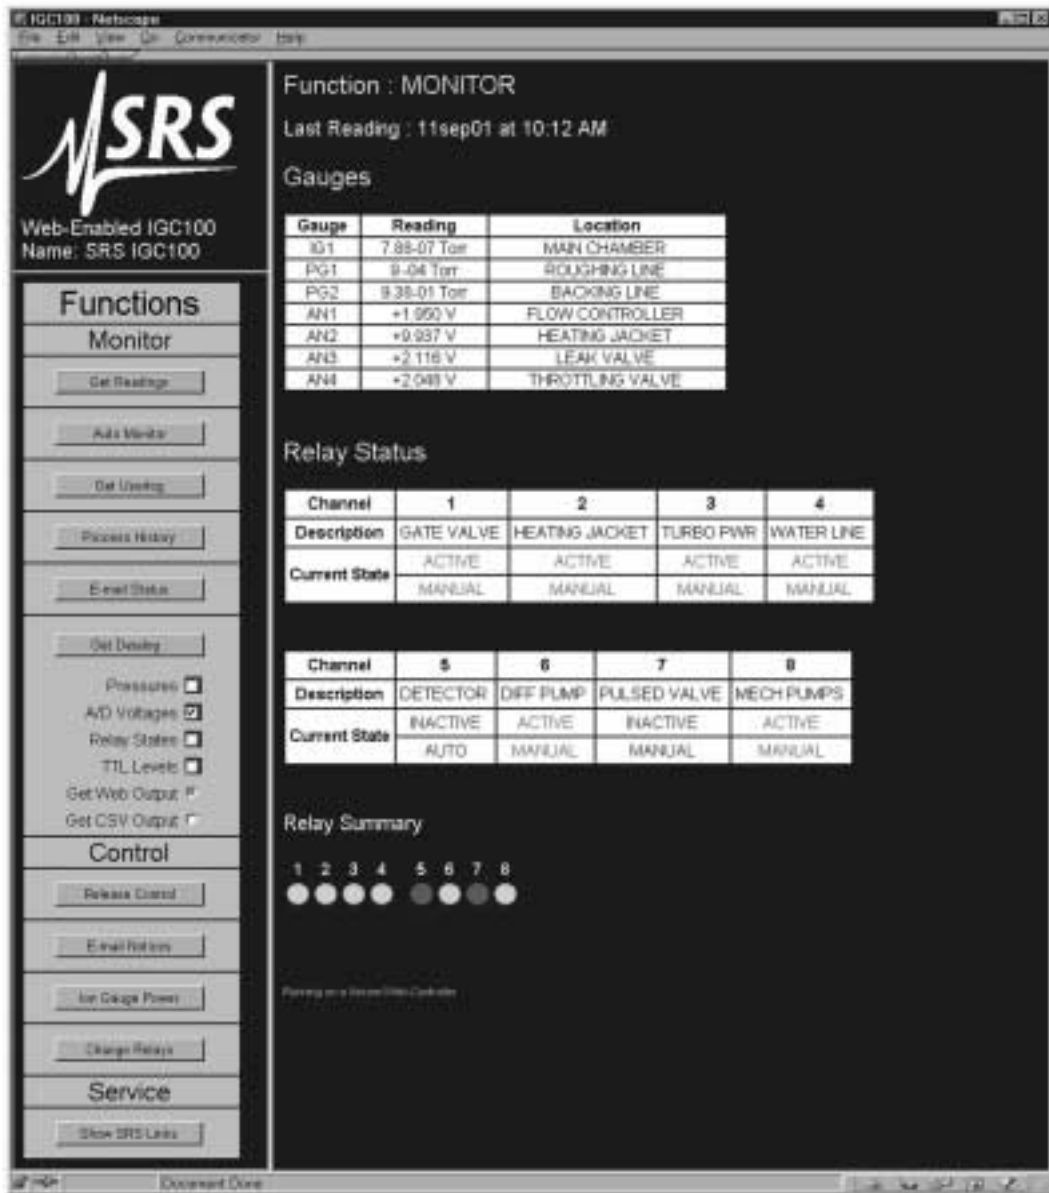 IGC100 - Netscape
File Edit View Go Communicator Help
SRS
Web-Enabled IGC100
Name: SRS IGC100
Functions
Monitor
Get Readings
Auto Monitor
Get Userlog
Process History
E-mail Status
Get Datalog
Pressures
A/D Voltages
Relay States
TTL Levels
Get Web Output
Get CSV Output
Control
Release Control
E-mail Notices
Ion Gauge Power
Change Relays
Service
Show SRS Links
Function : MONITOR
Last Reading : 11sep01 at 10:12 AM
Gauges
Gauge Reading Location
IG1 Torr MAIN CHAMBER
PG1 9.-04 Torr ROUGHING LINE
PG2 9.38-01 Torr BACKING LINE
AN1 +1.950 V FLOW CONTROLLER
AN2 +9.937 V HEATING JACKET
AN3 +2.116 V LEAK VALVE
AN4 +2.048 V THROTTLING VALVE
Relay Status
Channel 1 2 3 4
Description GATE VALVE HEATING JACKET TURBO PWR WATER LINE
Current State ACTIVE ACTIVE ACTIVE ACTIVE
MANUAL MANUAL MANUAL MANUAL
Channel 5 6 7 8
Description DETECTOR DIFF PUMP PULSED VALVE MECH PUMPS
Current State INACTIVE ACTIVE INACTIVE ACTIVE
AUTO MANUAL MANUAL MANUAL
Relay Summary
1 2 3 4 5 6 7 8
Running on a Web Controller
Document Done